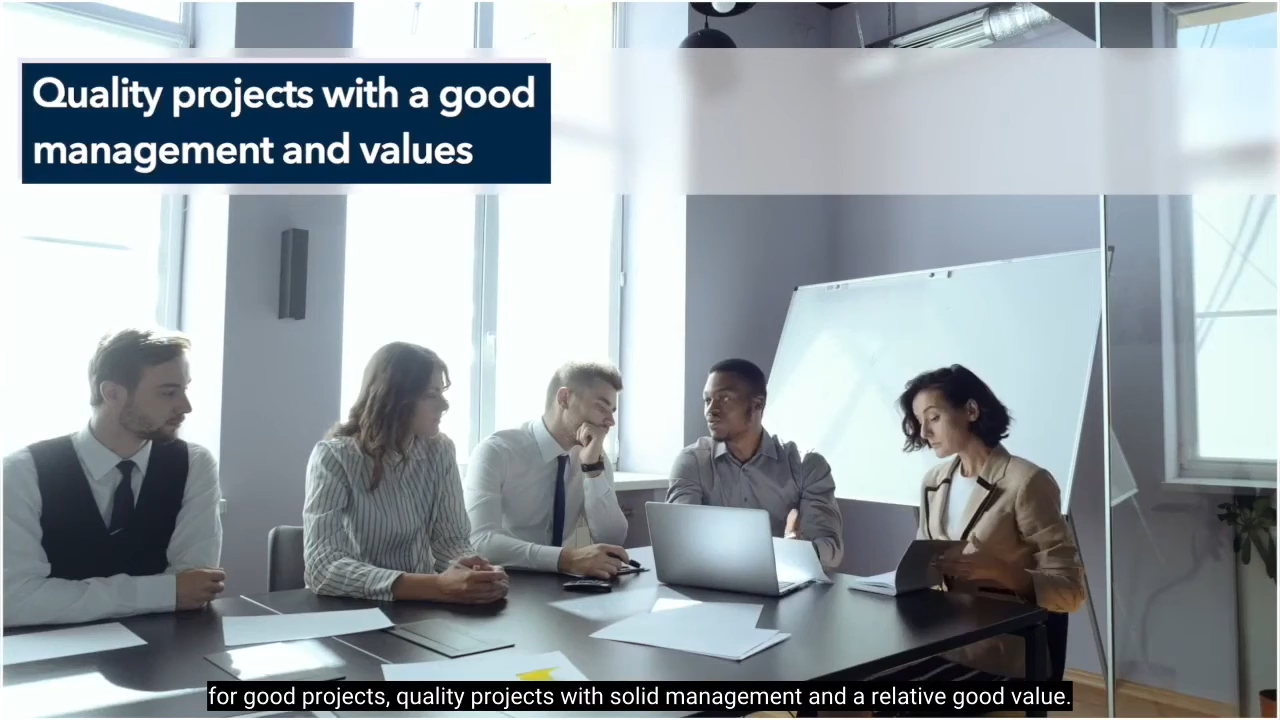 Quality projects with a good
management and values
for good projects, quality projects with solid management and a relative good value.